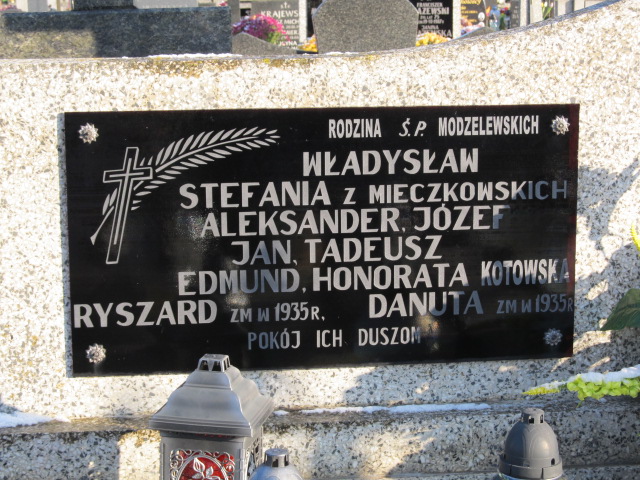 KRAJEWS
RODZINA Ś.P. MODZELEWSKICH
WŁADYSŁAW
STEFANIA Z MIECZKOWSKICH
ALEKSANDER, JÓZEF
JAN, TADEUSZ
EDMUND, HONORATA KOTOWSKA
RYSZARD ZM W 1935R, DANUTA ZM W 1935R
POKÓJ ICH DUSZOM